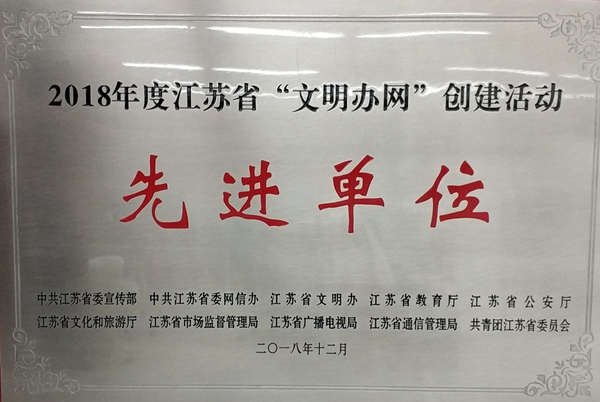 2018年度江苏省“文明办网”创建活动
先进单位
中共江苏省委宣传部 中共江苏省委网信办 江苏省文明办 江苏省教育厅 江苏省公安厅
江苏省文化和旅游厅 江苏省市场监督管理局 江苏省广播电视局 江苏省通信管理局 共青团江苏省委员会
二〇一八年十二月